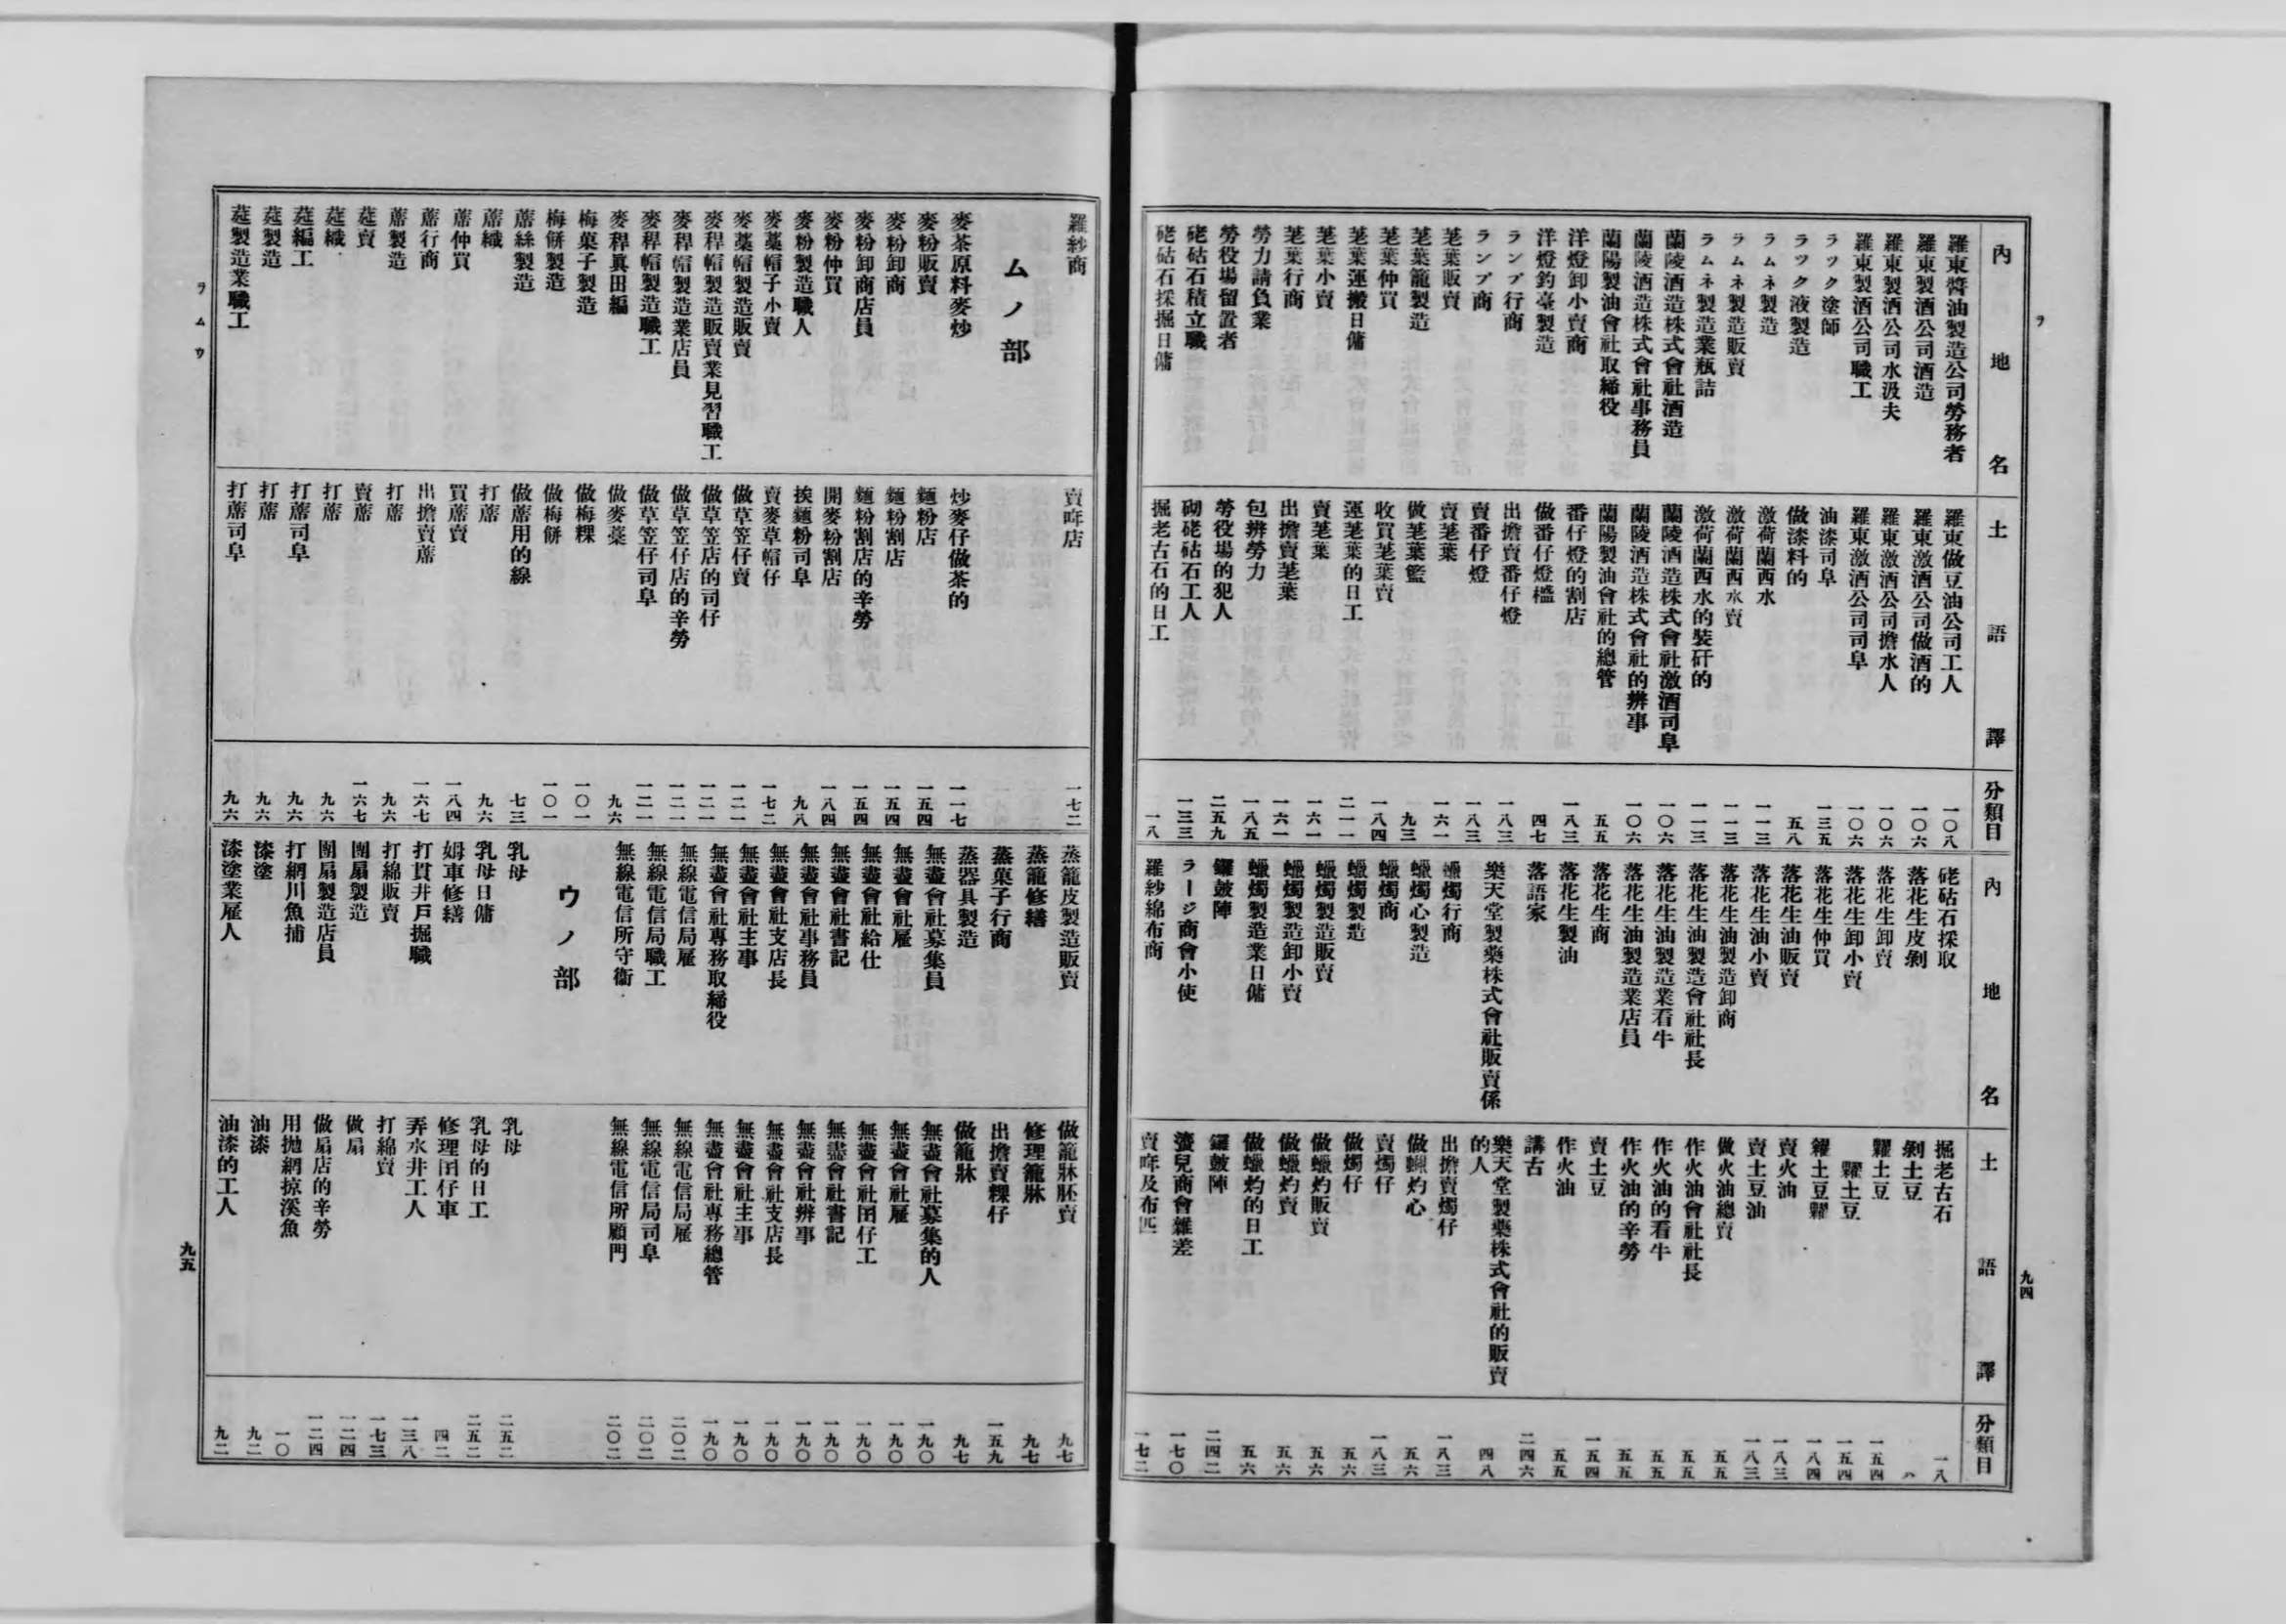 ラ
九四
內地名
土語譯
分類目
羅東醬油製造公司勞務者 羅東做豆油公司工人 一〇八
羅東製酒公司酒造 羅東激酒公司做酒的 一〇六
羅東製酒公司水汲夫 羅東激酒公司擔水人 一〇六
羅東製酒公司職工 羅東激酒公司司阜 一〇六
ラツク塗師 油漆司阜 一三五
ラツク液製造 做漆料的 五八
ラムネ製造 激荷蘭西水 一一三
ラムネ製造販賣 激荷蘭西水賣 一一三
ラムネ製造業瓶詰 激荷蘭西水的裝矸的 一一三
蘭陵酒造株式會社酒造 蘭陵酒造株式會社激酒司阜 一〇六
蘭陵酒造株式會社事務員 蘭陵酒造株式會社的辨事 一〇六
蘭陽製油會社取締役 蘭陽製油會社的總管 五五
洋燈卸小賣商 番仔燈的割店 一八三
洋燈釣臺製造 做番仔燈檻 四七
ランプ行商 出擔賣番仔燈 一八三
ランプ商 賣番仔燈 一八三
荖葉販賣 賣荖葉 一六一
荖葉籠製造 做荖葉籃 九三
荖葉仲買 收買荖葉賣 一八四
荖葉運搬日傭 運荖葉的日工 二一一
荖葉小賣 賣荖葉 一六一
荖葉行商 出擔賣荖葉 一六一
勞力請負業 包辨勞力 一八五
勞役場留置者 勞役場的犯人 二五九
硓𥑮石積立職 砌硓𥑮石工人 一三三
硓𥑮石採掘日傭 掘老古石的日工 一八
內地名
土語譯
分類目
硓𥑮石採取 掘老古石 一八
落花生皮剝 剝土豆 八
落花生卸賣 糶土豆 一五四
落花生卸小賣 糶土豆 一五四
落花生仲買 糴土豆糶 一八四
落花生油販賣 賣火油 一八三
落花生油小賣 賣土豆油 一八三
落花生油製造卸商 做火油總賣 五五
落花生油製造會社社長 作火油會社社長 五五
落花生油製造業看牛 作火油的看牛 五五
落花生油製造業店員 作火油的辛勞 五五
落花生商 賣土豆 一五四
落花生製油 作火油 五五
落語家 講古 二四六
樂天堂製藥株式會社販賣係 樂天堂製藥株式會社的販賣的人 四八
蠟燭行商 出擔賣燭仔 一八三
蠟燭心製造 做蠟灼心 五六
蠟燭商 賣燭仔 一八三
蠟燭製造 做燭仔 五六
蠟燭製造販賣 做蠟灼販賣 五六
蠟燭製造卸小賣 做蠟灼賣 五六
蠟燭製造業日傭 做蠟灼的日工 五六
鑼鼓陣 鑼鼓陣 二四二
ラージ商會小使 商會雜差 一七〇
羅紗綿布商 賣呢及布匹 一七二
羅紗商 賣呢店 一七二
ムノ部
麥茶原料麥炒 炒麥仔做茶的 一一七
麥粉販賣 麵粉店 一五四
麥粉卸商 麵粉割店 一五四
麥粉卸商店員 麵粉割店的辛勞 一五四
麥粉仲買 開麥粉割店 一八四
麥粉製造職人 挨麵粉司阜 九八
麥藁帽子小賣 賣麥草帽仔 一七二
麥藁帽製造販賣 做草笠仔賣 一二一
麥稈帽製造販賣業見習職工 做草笠店的司仔 一二一
麥稈帽製造業店員 做草笠仔店的辛勞 一二一
麥稈帽製造職工 做草笠仔司阜 一二一
麥稈眞田編 做麥藁 九六
梅菓子製造 做梅粿 一〇一
梅餅製造 做梅餅 一〇一
蓆絲製造 做蓆用的線 七三
蓆織 打蓆 九六
蓆仲買 買蓆賣 一八四
蓆行商 出擔賣蓆 一六七
蓆製造 打蓆 九六
莚賣 賣蓆 一六七
莚織 打蓆 九六
莚編工 打蓆司阜 九六
莚製造 打蓆 九六
莚製造業職工 打蓆司阜 九六
蒸籠皮製造販賣 做籠牀胚賣 九七
蒸籠修繕 修理籠牀 九七
蒸菓子行商 出擔賣粿仔 一五九
蒸器具製造 做籠牀 九七
無盡會社募集員 無盡會社募集的人 一九〇
無盡會社雇 無盡會社雇 一九〇
無盡會社給仕 無盡會社囝仔工 一九〇
無盡會社書記 無盡會社書記 一九〇
無盡會社事務員 無盡會社辨事 一九〇
無盡會社支店長 無盡會社支店長 一九〇
無盡會社主事 無盡會社主事 一九〇
無盡會社專務取締役 無盡會社專務總管 一九〇
無線電信局雇 無線電信局雇 二〇二
無線電信局職工 無線電信局司阜 二〇二
無線電信所守衞 無線電信所顧門 二〇二
ウノ部
乳母 乳母 二五二
乳母日傭 乳母的日工 二五二
姆車修繕 修理囝仔車 四二
打貫井戶掘職 弄水井工人 一三八
打綿販賣 打綿賣 一七三
團扇製造 做扇 一二四
團扇製造店員 做扇店的辛勞 一二四
打網川魚捕 用抛網掠溪魚 一〇
漆塗 油漆 九二
漆塗業雇人 油漆的工人 九二
ラムウ
九五